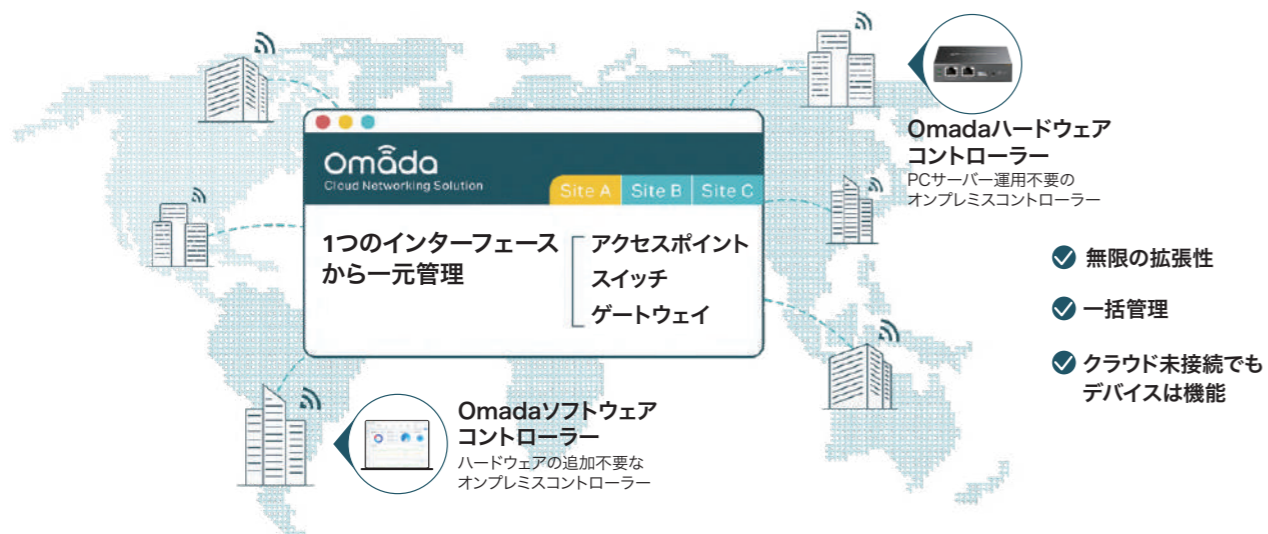 Omada
Cloud Networking Solution
Site A
Site B
Site C
1つのインターフェース
から一元管理
アクセスポイント
スイッチ
ゲートウェイ
Omadaハードウェア
コントローラー
PCサーバー運用不要の
オンプレミスコントローラー
無限の拡張性
一括管理
クラウド未接続でも
デバイスは機能
Omadaソフトウェア
コントローラー
ハードウェアの追加不要な
オンプレミスコントローラー